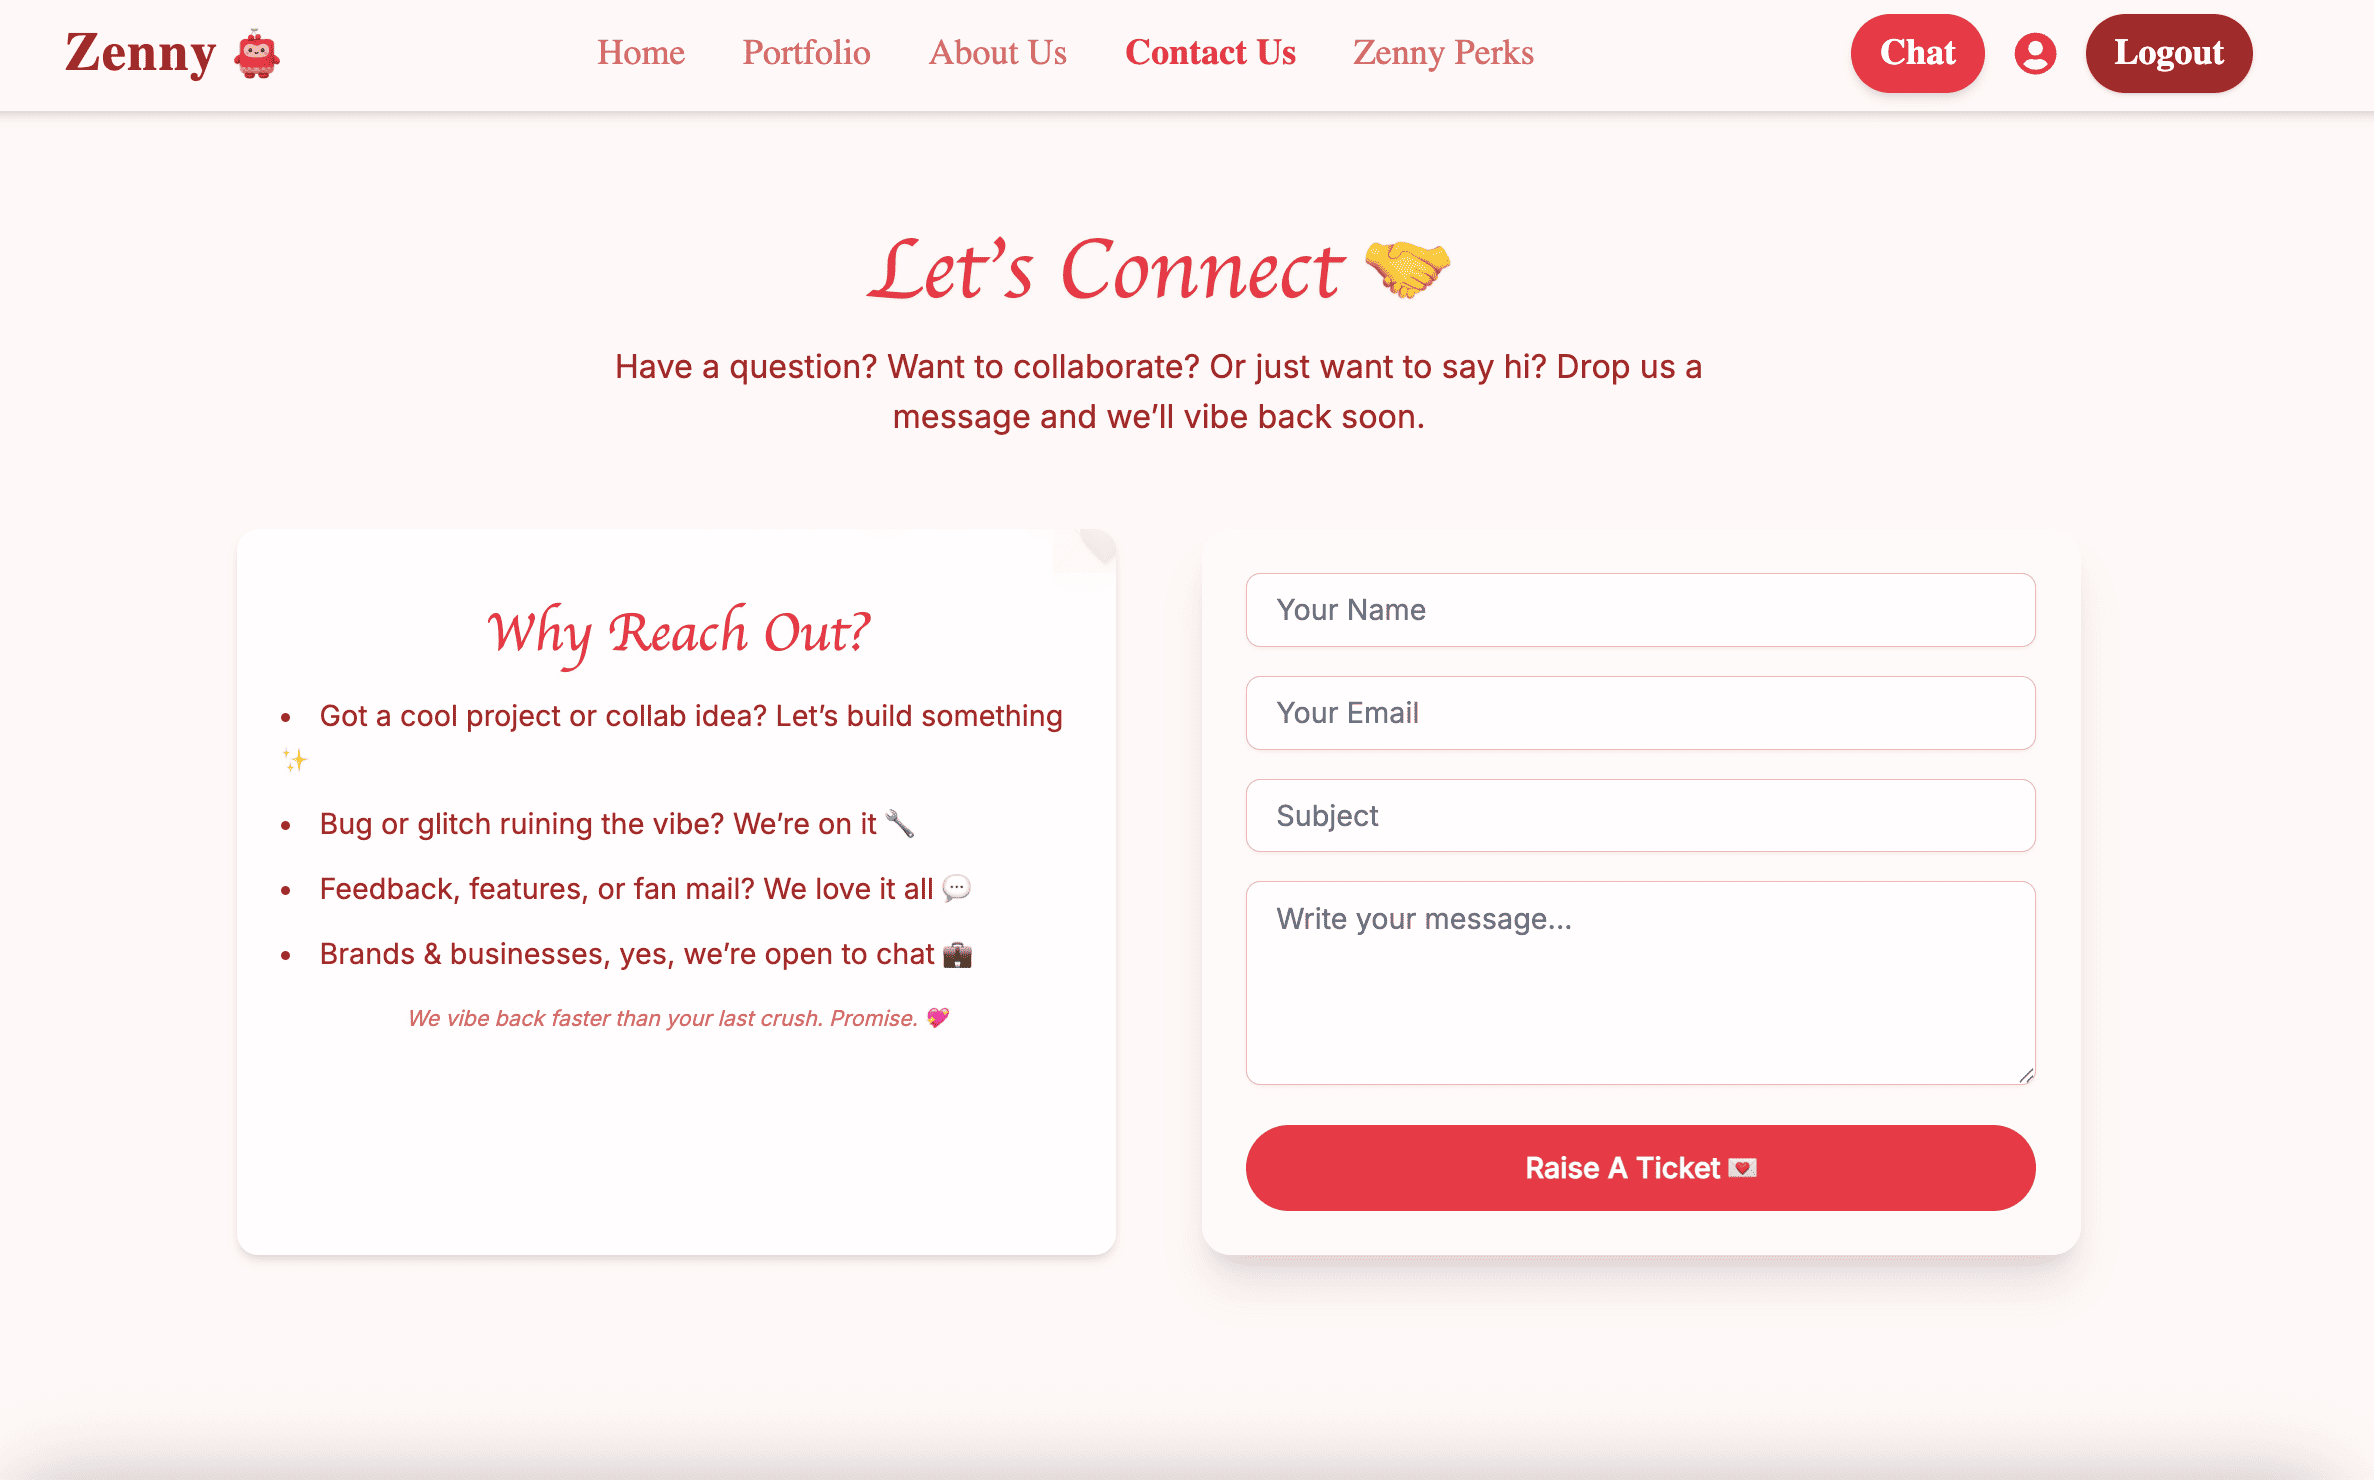 Zenny
Home Portfolio About Us Contact Us Zenny Perks
Chat Logout
Let’s Connect 🤝
Have a question? Want to collaborate? Or just want to say hi? Drop us a
message and we’ll vibe back soon.
Why Reach Out?
• Got a cool project or collab idea? Let’s build something
✨
• Bug or glitch ruining the vibe? We’re on it 🔧
• Feedback, features, or fan mail? We love it all 💬
• Brands & businesses, yes, we’re open to chat 💼
We vibe back faster than your last crush. Promise. 💖
Your Name
Your Email
Subject
Write your message...
Raise A Ticket 💌